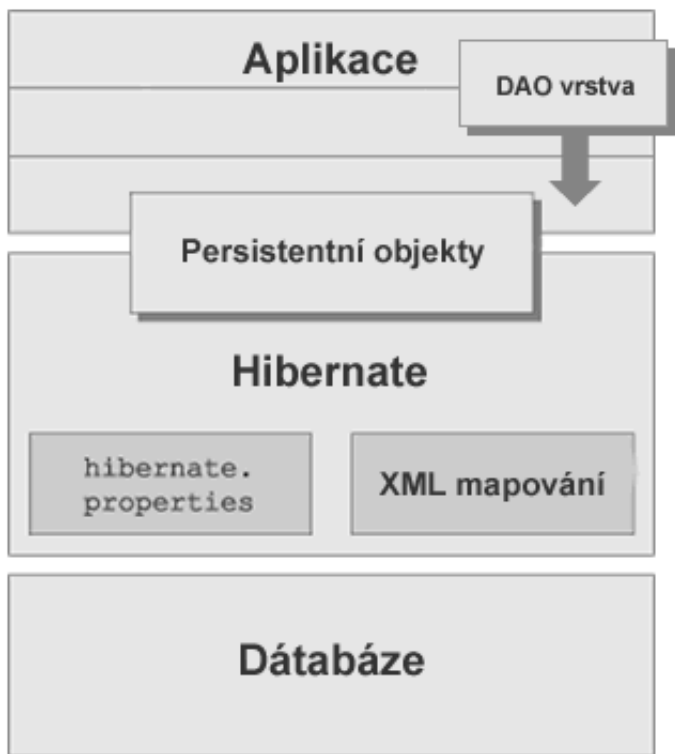 Aplikace
DAO vrstva
Persistentní objekty
Hibernate
hibernate.
properties
XML mapování
Dátabáze